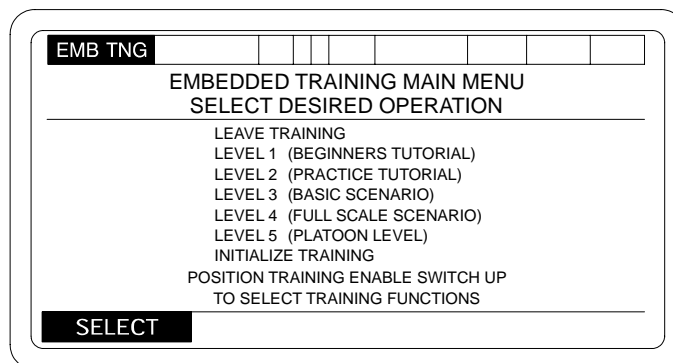 EMB TNG
EMBEDDED TRAINING MAIN MENU
SELECT DESIRED OPERATION
LEAVE TRAINING
LEVEL 1 (BEGINNERS TUTORIAL)
LEVEL 2 (PRACTICE TUTORIAL)
LEVEL 3 (BASIC SCENARIO)
LEVEL 4 (FULL SCALE SCENARIO)
LEVEL 5 (PLATOON LEVEL)
INITIALIZE TRAINING
POSITION TRAINING ENABLE SWITCH UP
TO SELECT TRAINING FUNCTIONS
SELECT